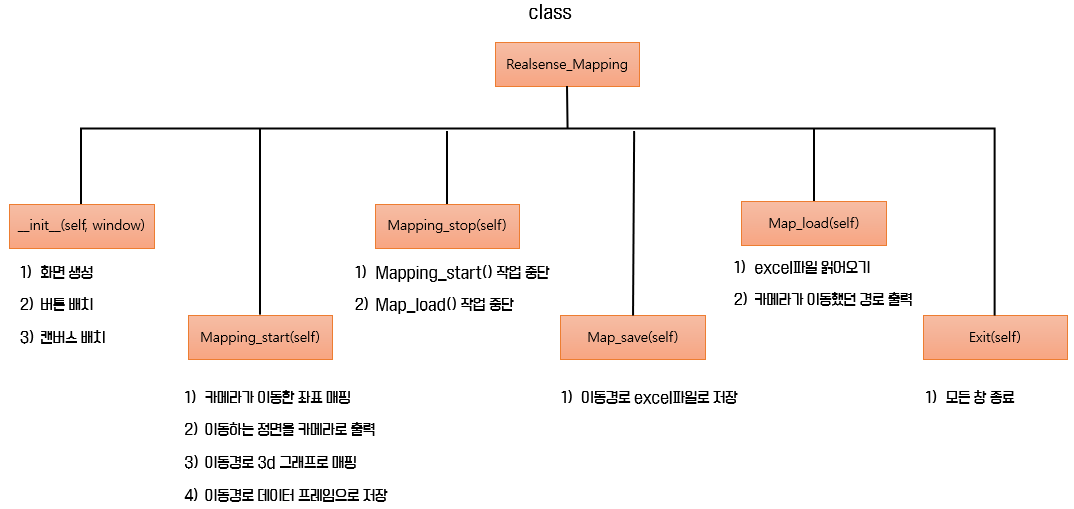 class
Realsense_Mapping
__init__(self, window)
1) 화면 생성
2) 버튼 배치
3) 캔버스 배치
Mapping_start(self)
1) 카메라가 이동한 좌표 매핑
2) 이동하는 정면을 카메라로 출력
3) 이동경로 3d 그래프로 매핑
4) 이동경로 데이터 프레임으로 저장
Mapping_stop(self)
1) Mapping_start() 작업 중단
2) Map_load() 작업 중단
Map_save(self)
1) 이동경로 excel파일로 저장
Map_load(self)
1) excel파일 읽어오기
2) 카메라가 이동했던 경로 출력
Exit(self)
1) 모든 창 종료